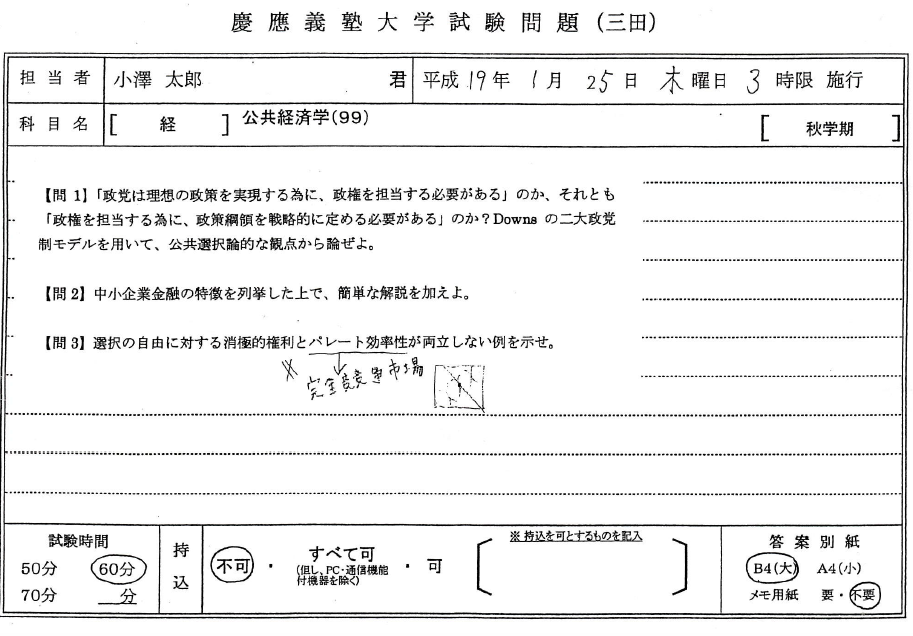 慶應義塾大学試験問題(三田)
担当者 小澤 太郎 君 平成19年 1月 25日 木曜日 3時限 施行
科目名 [ 経 ] 公共経済学(99) [ 秋学期 ]
【問 1】「政党は理想の政策を実現する為に、政権を担当する必要がある」のか、それとも
「政権を担当する為に、政策綱領を戦略的に定める必要がある」のか?Downs の二大政党
制モデルを用いて、公共選択論的な観点から論ぜよ。
【問 2】中小企業金融の特徴を列挙した上で、簡単な解説を加えよ。
【問 3】選択の自由に対する消極的権利とパレート効率性が両立しない例を示せ。
※ 完全競争市場
試験時間
50分 60分
70分 分
持込
不可 ・ すべて可 ・ 可
(但し、PC・通信機能
付機器を除く)
※ 持込を可とするものを記入
答案別紙
B4(大) A4(小)
メモ用紙 要・不要